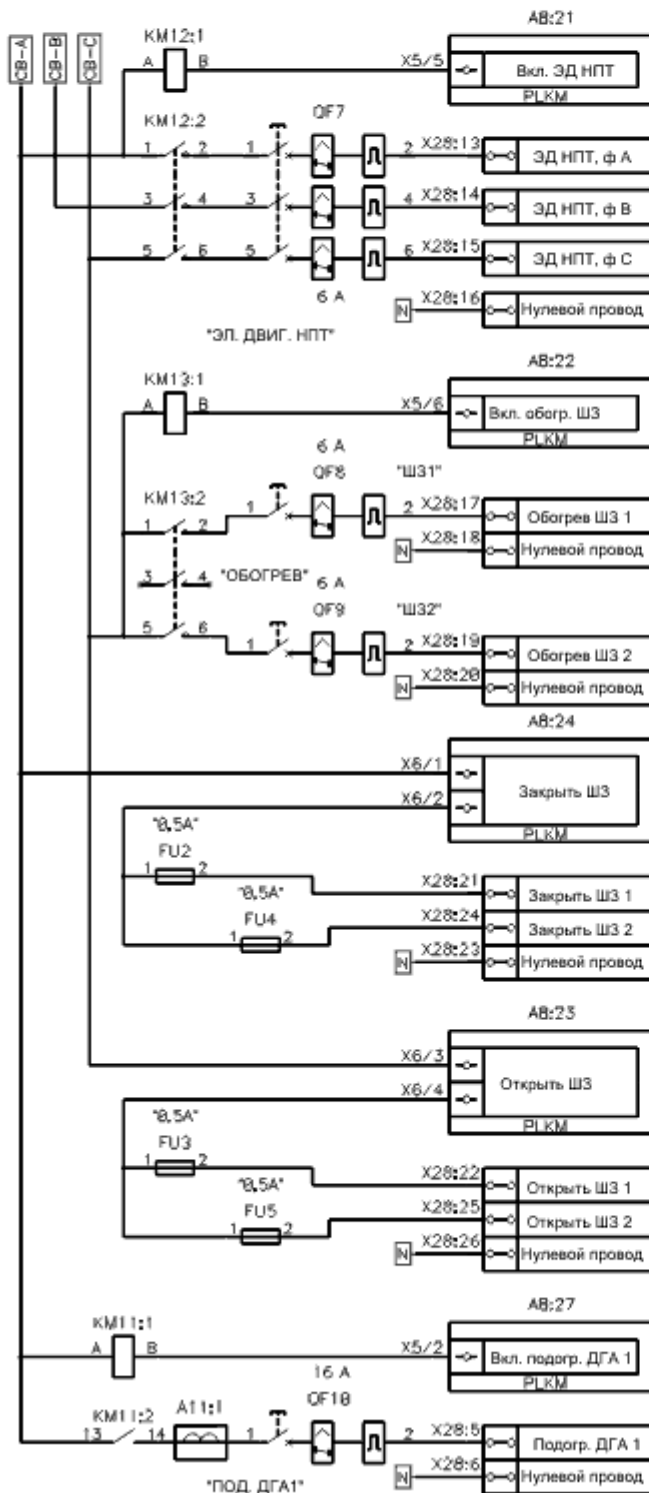 СВ-А СВ-В СВ-С
КМ12:1
А В
Х5/5
А8:21
Вкл. ЭД НПТ
PLKM
КМ12:2
QF7
1 2 1 2 Х28:13 ЭД НПТ, ф А
3 4 3 4 Х28:14 ЭД НПТ, ф В
5 6 5 6 Х28:15 ЭД НПТ, ф С
6 А
N Х28:16 Нулевой провод
"ЭЛ. ДВИГ. НПТ"
А8:22
КМ13:1
А В
Х5/6
Вкл. обогр. ШЗ
PLKM
6 А
QF8 "ШЗ1"
КМ13:2
1 2 1 2 Х28:17 Обогрев ШЗ 1
N Х28:18 Нулевой провод
3 4 "ОБОГРЕВ"
6 А
QF9 "ШЗ2"
5 6 1 2 Х28:19 Обогрев ШЗ 2
N Х28:20 Нулевой провод
А8:24
Х6/1
Х6/2
Закрыть ШЗ
PLKM
"0,5А"
FU2
1 2 Х28:21 Закрыть ШЗ 1
"0,5А"
FU4
1 2 Х28:24 Закрыть ШЗ 2
N Х28:23 Нулевой провод
А8:23
Х6/3
Х6/4
Открыть ШЗ
PLKM
"0,5А"
FU3
1 2 Х28:22 Открыть ШЗ 1
"0,5А"
FU5
1 2 Х28:25 Открыть ШЗ 2
N Х28:26 Нулевой провод
А8:27
КМ11:1
А В
Х5/2
Вкл. подогр. ДГА 1
PLKM
16 А
QF10
КМ11:2 А11:1
13 14 1 2 Х28:5 Подогр. ДГА 1
N Х28:6 Нулевой провод
"ПОД. ДГА1"